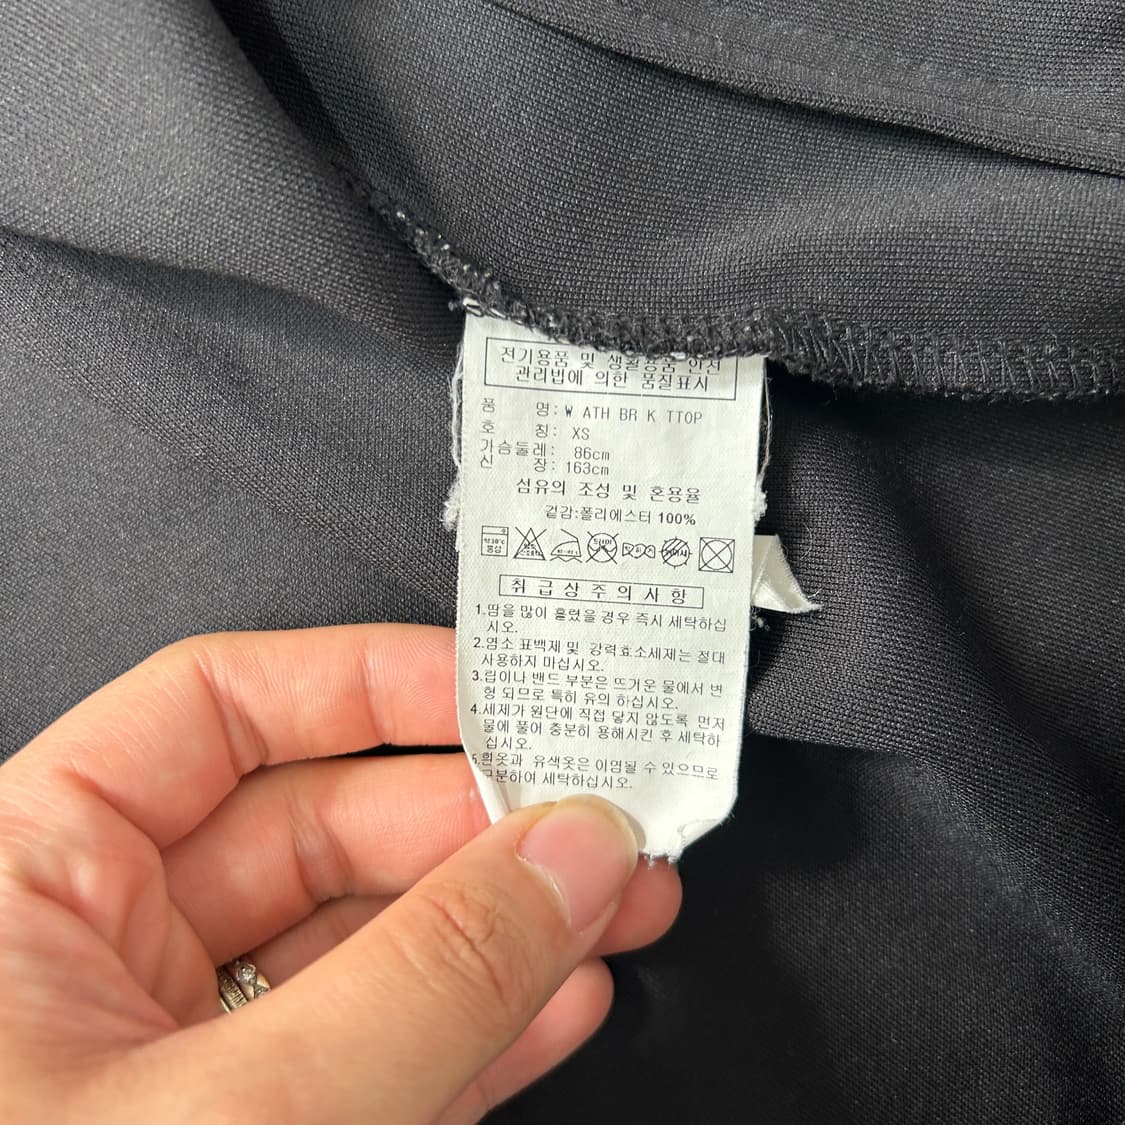 전기용품 및 생활용품 안전
관리법에 의한 품질표시
품 명: W ATH BR K TTOP
호 칭: XS
가슴둘레: 86cm
신 장: 163cm
섬유의 조성 및 혼용율
겉감:폴리에스터 100%
약30℃
중성
취급상주의사항
1.땀을 많이 흘렸을 경우 즉시 세탁하십
시오.
2.염소 표백제 및 강력효소세제는 절대
사용하지 마십시오.
3.립이나 밴드 부분은 뜨거운 물에서 변
형 되므로 특히 유의 하십시오.
4.세제가 원단에 직접 닿지 않도록 먼저
물에 풀어 충분히 용해시킨 후 세탁하
십시오.
5.흰옷과 유색옷은 이염될 수 있으므로
구분하여 세탁하십시오.